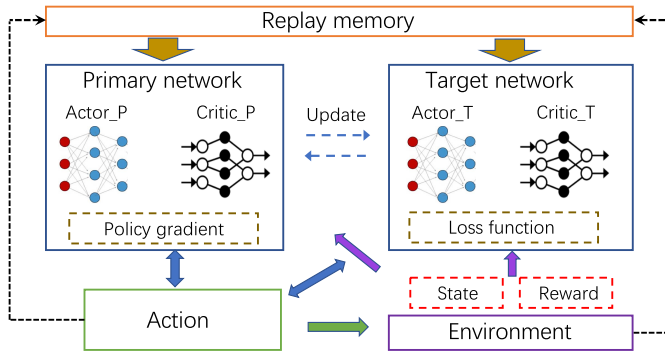 Replay memory
Primary network
Target network
Actor_P
Critic_P
Update
Actor_T
Critic_T
Policy gradient
Loss function
State
Reward
Action
Environment